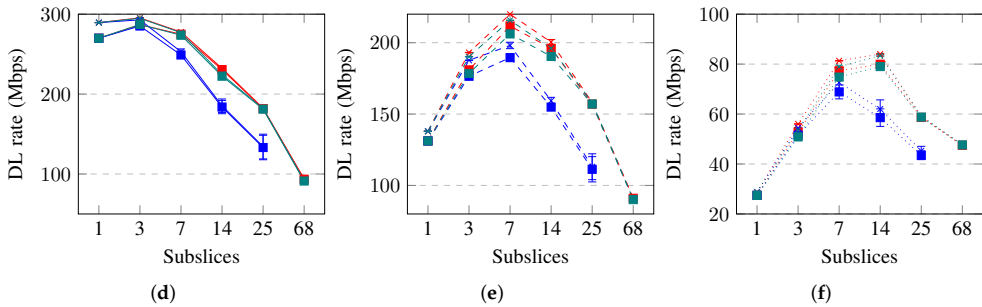 300
200
100
DL rate (Mbps)
1 3 7 14 25 68
Subslices
(d)
200
150
100
DL rate (Mbps)
1 3 7 14 25 68
Subslices
(e)
100
80
60
40
20
DL rate (Mbps)
1 3 7 14 25 68
Subslices
(f)